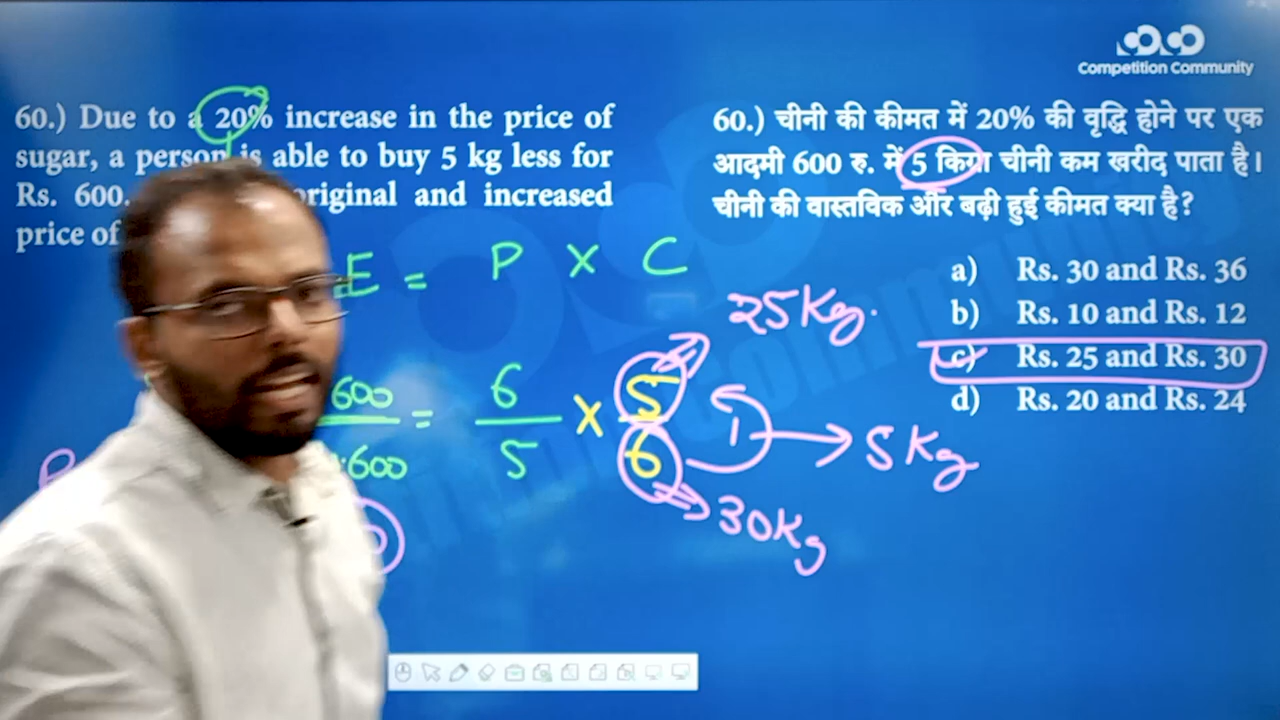 Competition Community
60.) Due to a 20% increase in the price of
sugar, a person is able to buy 5 kg less for
Rs. 600. original and increased
price of
60.) चीनी की कीमत में 20% की वृद्धि होने पर एक
आदमी 600 रु. में 5 किग्रा चीनी कम खरीद पाता है।
चीनी की वास्तविक और बढ़ी हुई कीमत क्या है?
a) Rs. 30 and Rs. 36
b) Rs. 10 and Rs. 12
c) Rs. 25 and Rs. 30
d) Rs. 20 and Rs. 24
E = P × C
25 Kg.
600 = 6 × 5
600 5 6
1 → 5 Kg
30 Kg